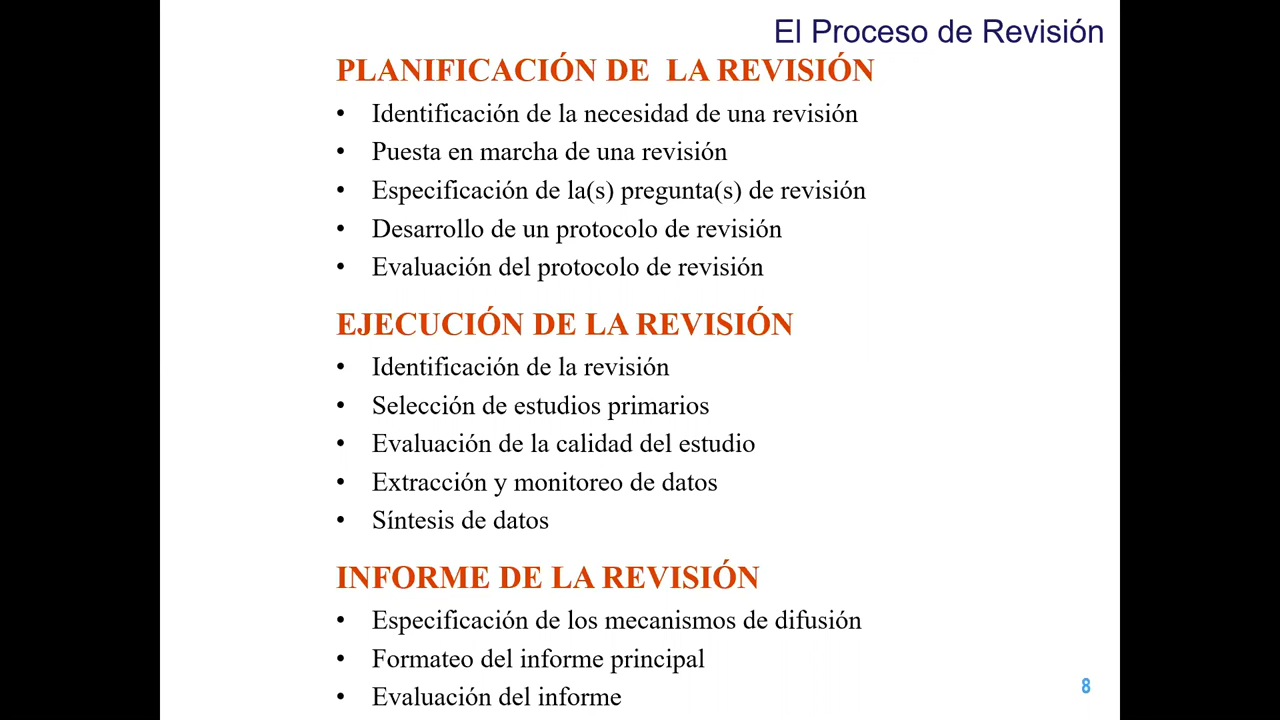 El Proceso de Revisión
PLANIFICACIÓN DE LA REVISIÓN
• Identificación de la necesidad de una revisión
• Puesta en marcha de una revisión
• Especificación de la(s) pregunta(s) de revisión
• Desarrollo de un protocolo de revisión
• Evaluación del protocolo de revisión
EJECUCIÓN DE LA REVISIÓN
• Identificación de la revisión
• Selección de estudios primarios
• Evaluación de la calidad del estudio
• Extracción y monitoreo de datos
• Síntesis de datos
INFORME DE LA REVISIÓN
• Especificación de los mecanismos de difusión
• Formateo del informe principal
• Evaluación del informe
8